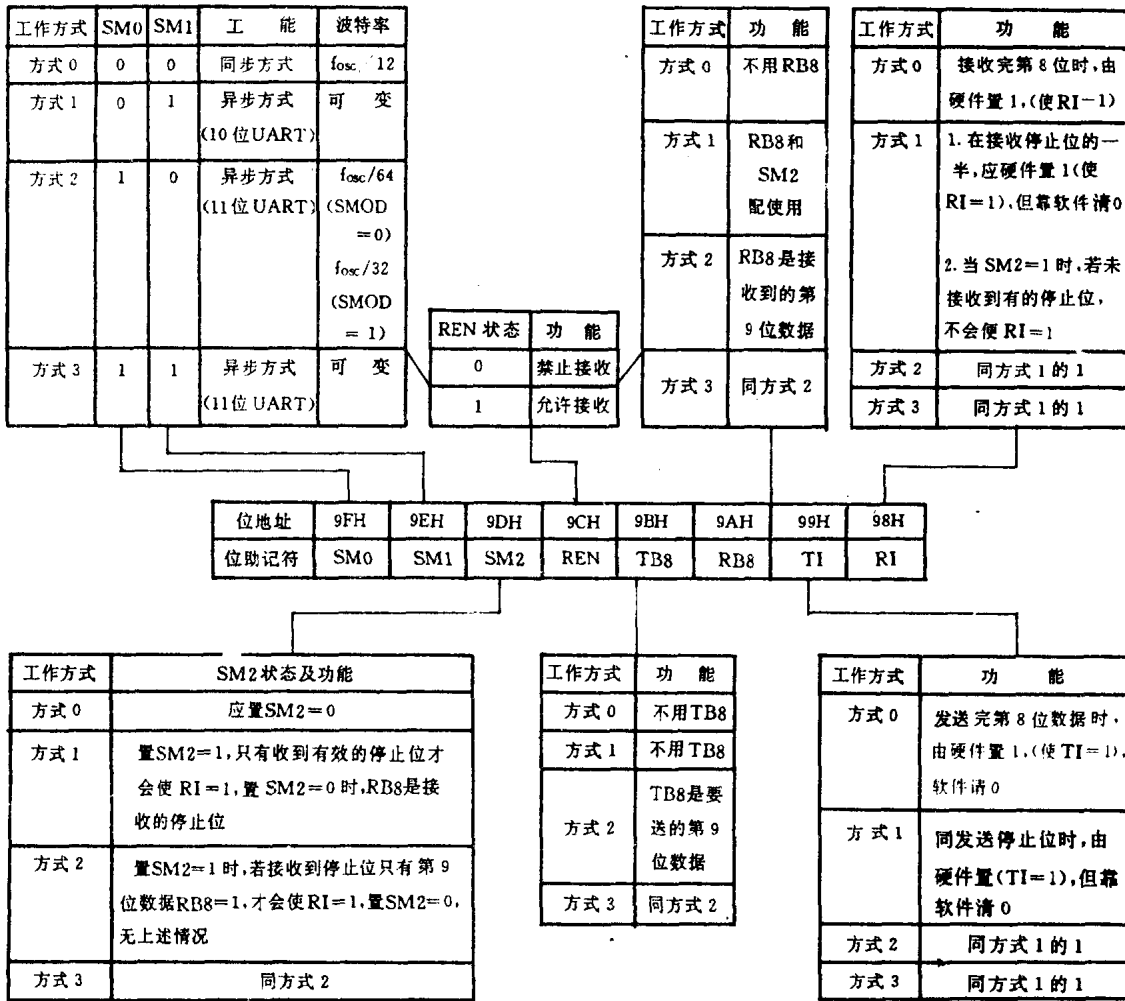 工作方式 SM0 SM1 工 能 波特率
方式 0 0 0 同步方式 fosc/12
方式 1 0 1 异步方式 可 变
(10位UART)
方式 2 1 0 异步方式 fosc/64
(11位UART) (SMOD
=0)
fosc/32
(SMOD
= 1)
方式 3 1 1 异步方式 可 变
(11位UART)
REN 状态 功 能
0 禁止接收
1 允许接收
工作方式 功 能
方式 0 不用RB8
方式 1 RB8和
SM2
配使用
方式 2 RB8是接
收到的第
9 位数据
方式 3 同方式 2
工作方式 功 能
方式0 接收完第 8 位时,由
硬件置 1,(使RI-1)
方式 1 1. 在接收停止位的一
半,应硬件置 1(使
RI=1),但靠软件清0
2. 当 SM2=1 时,若未
接收到有的停止位,
不会便 RI=1
方式 2 同方式 1 的 1
方式 3 同方式 1 的 1
位地址 9FH 9EH 9DH 9CH 9BH 9AH 99H 98H
位助记符 SM0 SM1 SM2 REN TB8 RB8 TI RI
工作方式 SM2状态及功能
方式 0 应置SM2=0
方式 1 置SM2=1,只有收到有效的停止位才
会使 RI=1,置 SM2=0 时,RB8是接
收的停止位
方式 2 置SM2=1 时,若接收到停止位只有第 9
位数据RB8=1,才会使RI=1,置SM2=0,
无上述情况
方式 3 同方式 2
工作方式 功 能
方式 0 不用TB8
方式 1 不用TB8
方式 2 TB8是要
送的第 9
位数据
方式 3 同方式 2
工作方式 功 能
方式 0 发送完第 8 位数据时,
由硬件置 1,(使 TI=1),
软件请 0
方式 1 同发送停止位时,由
硬件置(TI=1),但靠
软件清 0
方式 2 同方式 1 的 1
方式 3 同方式 1 的 1